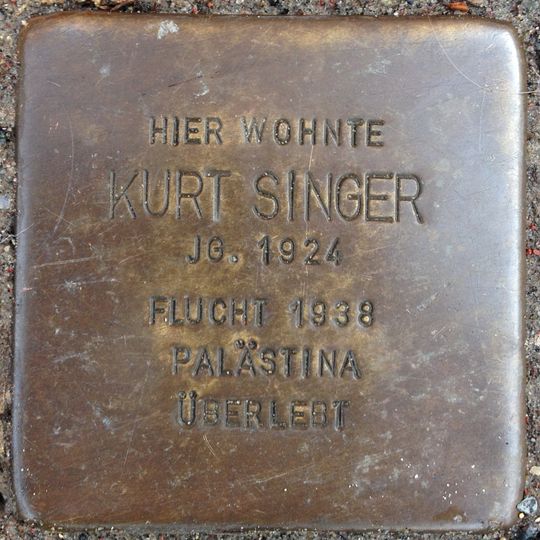 HIER WOHNTE
KURT SINGER
JG. 1924
FLUCHT 1938
PALÄSTINA
ÜBERLEBT